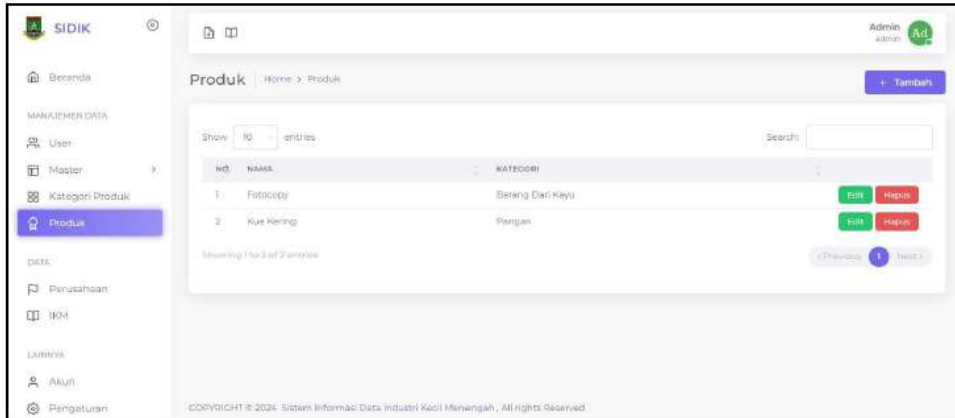 SIDIK
Admin
admin
Ad
Beranda
Produk
Home > Produk
+ Tambah
MANAJEMEN DATA
User
Master
Kategori Produk
Produk
DATA
Perusahaan
IKM
LAINNYA
Akun
Pengaturan
Show 10 entries
Search:
NO. NAMA KATEGORI
1 Fotocopy Barang Dari Kayu Edit Hapus
2 Kue Kering Pangan Edit Hapus
Showing 1 to 2 of 2 entries
‹ Previous 1 Next ›
COPYRIGHT © 2024 Sistem Informasi Data Industri Kecil Menengah, All rights Reserved